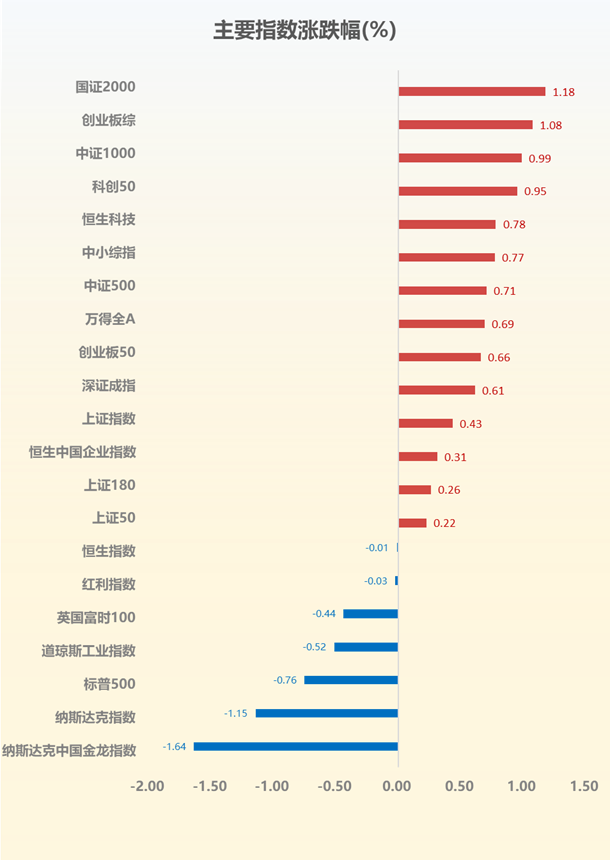 主要指数涨跌幅(%)
国证2000 1.18
创业板综 1.08
中证1000 0.99
科创50 0.95
恒生科技 0.78
中小综指 0.77
中证500 0.71
万得全A 0.69
创业板50 0.66
深证成指 0.61
上证指数 0.43
恒生中国企业指数 0.31
上证180 0.26
上证50 0.22
恒生指数 -0.01
红利指数 -0.03
英国富时100 -0.44
道琼斯工业指数 -0.52
标普500 -0.76
纳斯达克指数 -1.15
纳斯达克中国金龙指数 -1.64
-2.00 -1.50 -1.00 -0.50 0.00 0.50 1.00 1.50